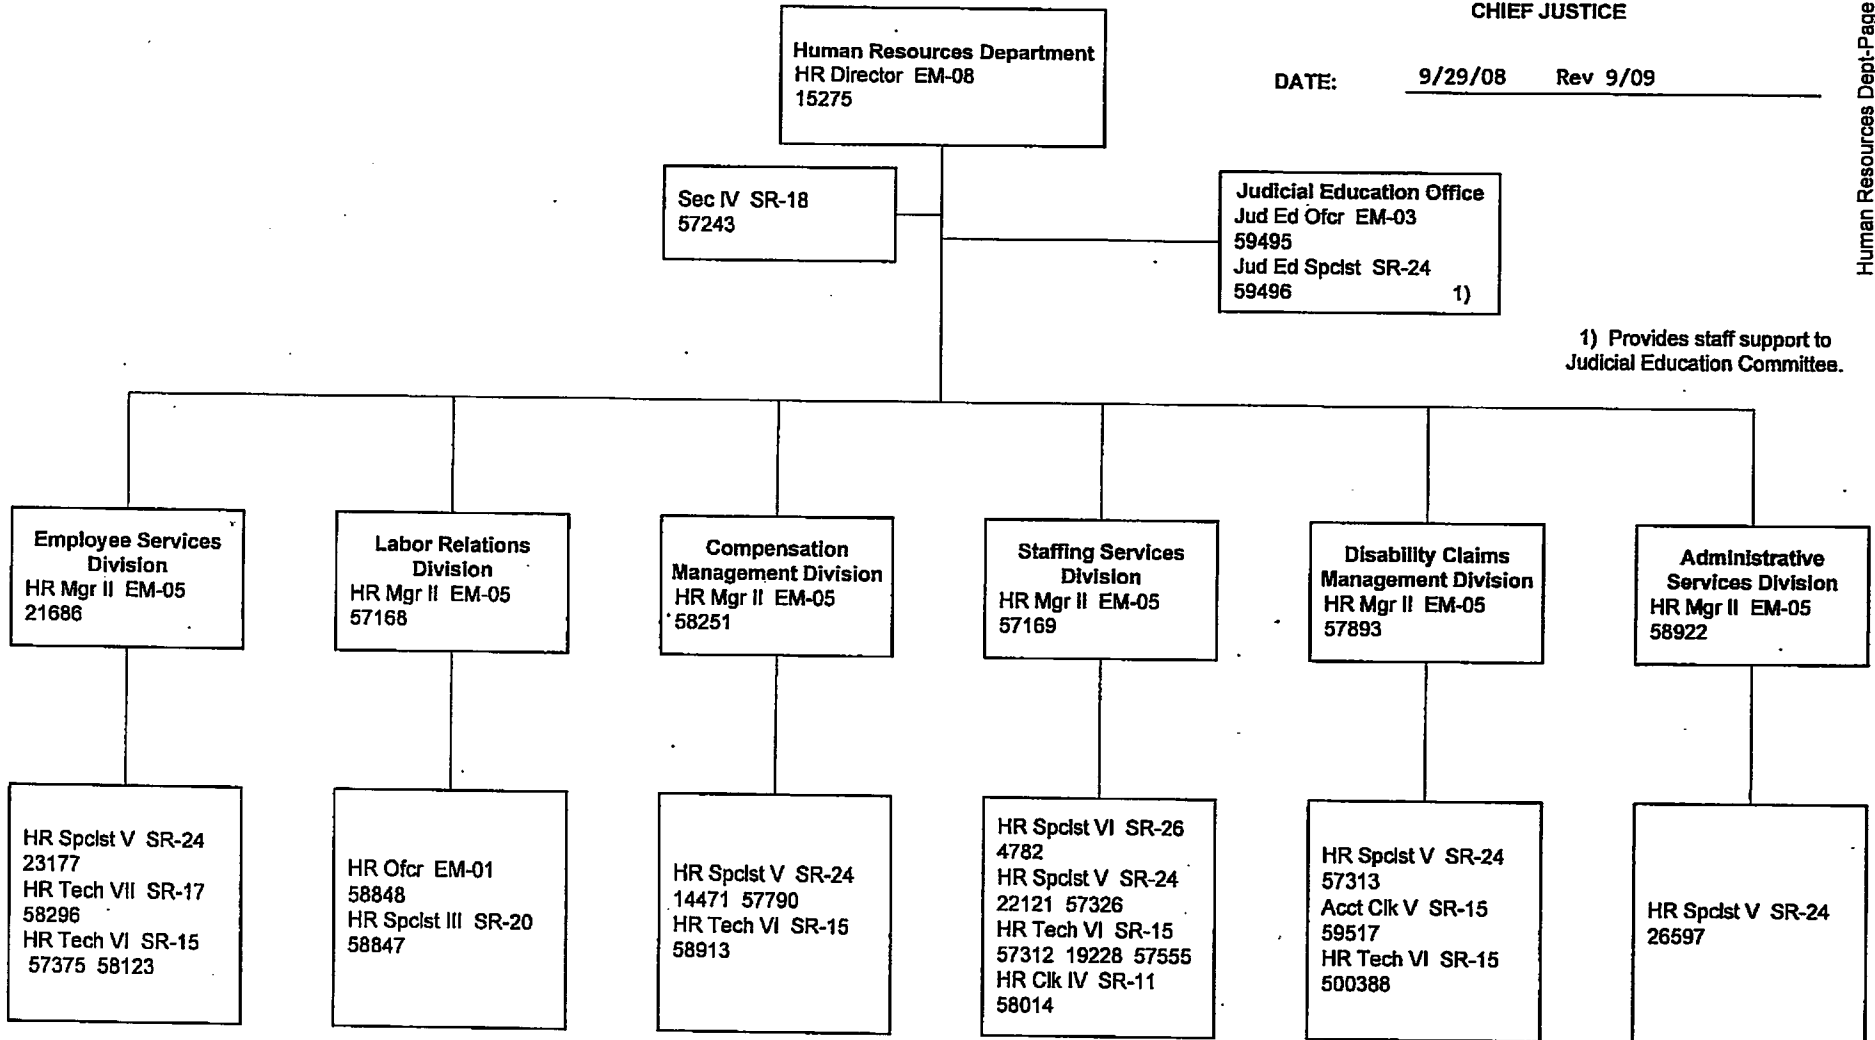 CHIEF JUSTICE
DATE: 9/29/08 Rev 9/09
Human Resources Dept-Page
Human Resources Department
HR Director EM-08
15275
Sec IV SR-18
57243
Judicial Education Office
Jud Ed Ofcr EM-03
59495
Jud Ed Spclst SR-24
59496 1)
1) Provides staff support to
Judicial Education Committee.
Employee Services
Division
HR Mgr II EM-05
21686
Labor Relations
Division
HR Mgr II EM-05
57168
Compensation
Management Division
HR Mgr II EM-05
58251
Staffing Services
Division
HR Mgr II EM-05
57169
Disability Claims
Management Division
HR Mgr II EM-05
57893
Administrative
Services Division
HR Mgr II EM-05
58922
HR Spclst V SR-24
23177
HR Tech VII SR-17
58296
HR Tech VI SR-15
57375 58123
HR Ofcr EM-01
58848
HR Spclst III SR-20
58847
HR Spclst V SR-24
14471 57790
HR Tech VI SR-15
58913
HR Spclst VI SR-26
4782
HR Spclst V SR-24
22121 57326
HR Tech VI SR-15
57312 19228 57555
HR Clk IV SR-11
58014
HR Spclst V SR-24
57313
Acct Clk V SR-15
59517
HR Tech VI SR-15
500388
HR Spclst V SR-24
26597